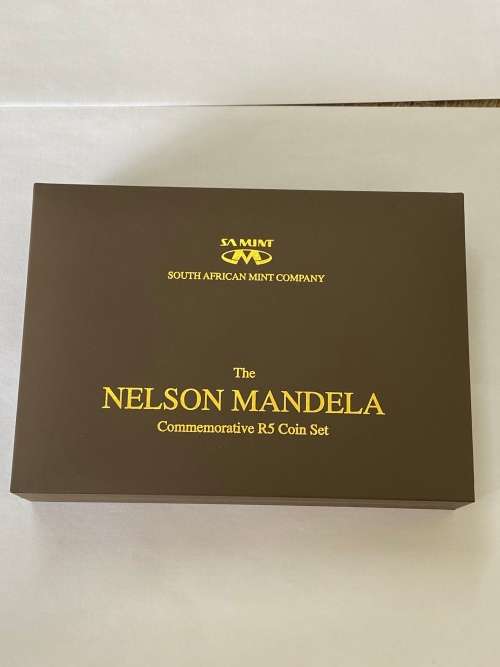 SA MINT
SOUTH AFRICAN MINT COMPANY
The
NELSON MANDELA
Commemorative R5 Coin Set